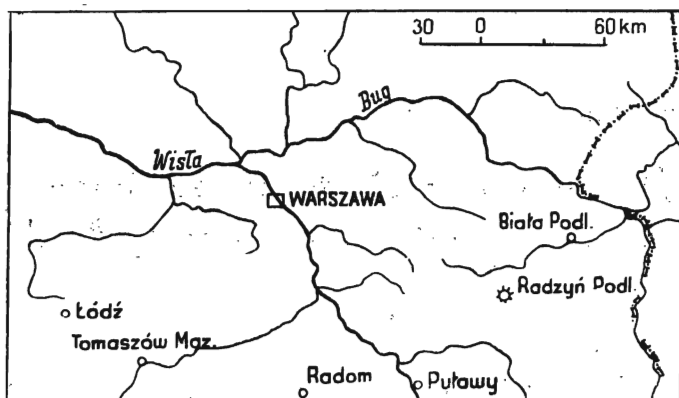 30 0 60 km
Bug
Wisła
WARSZAWA
Biała Podl.
Radzyń Podl.
Łódź
Tomaszów Maz.
Radom
Puławy